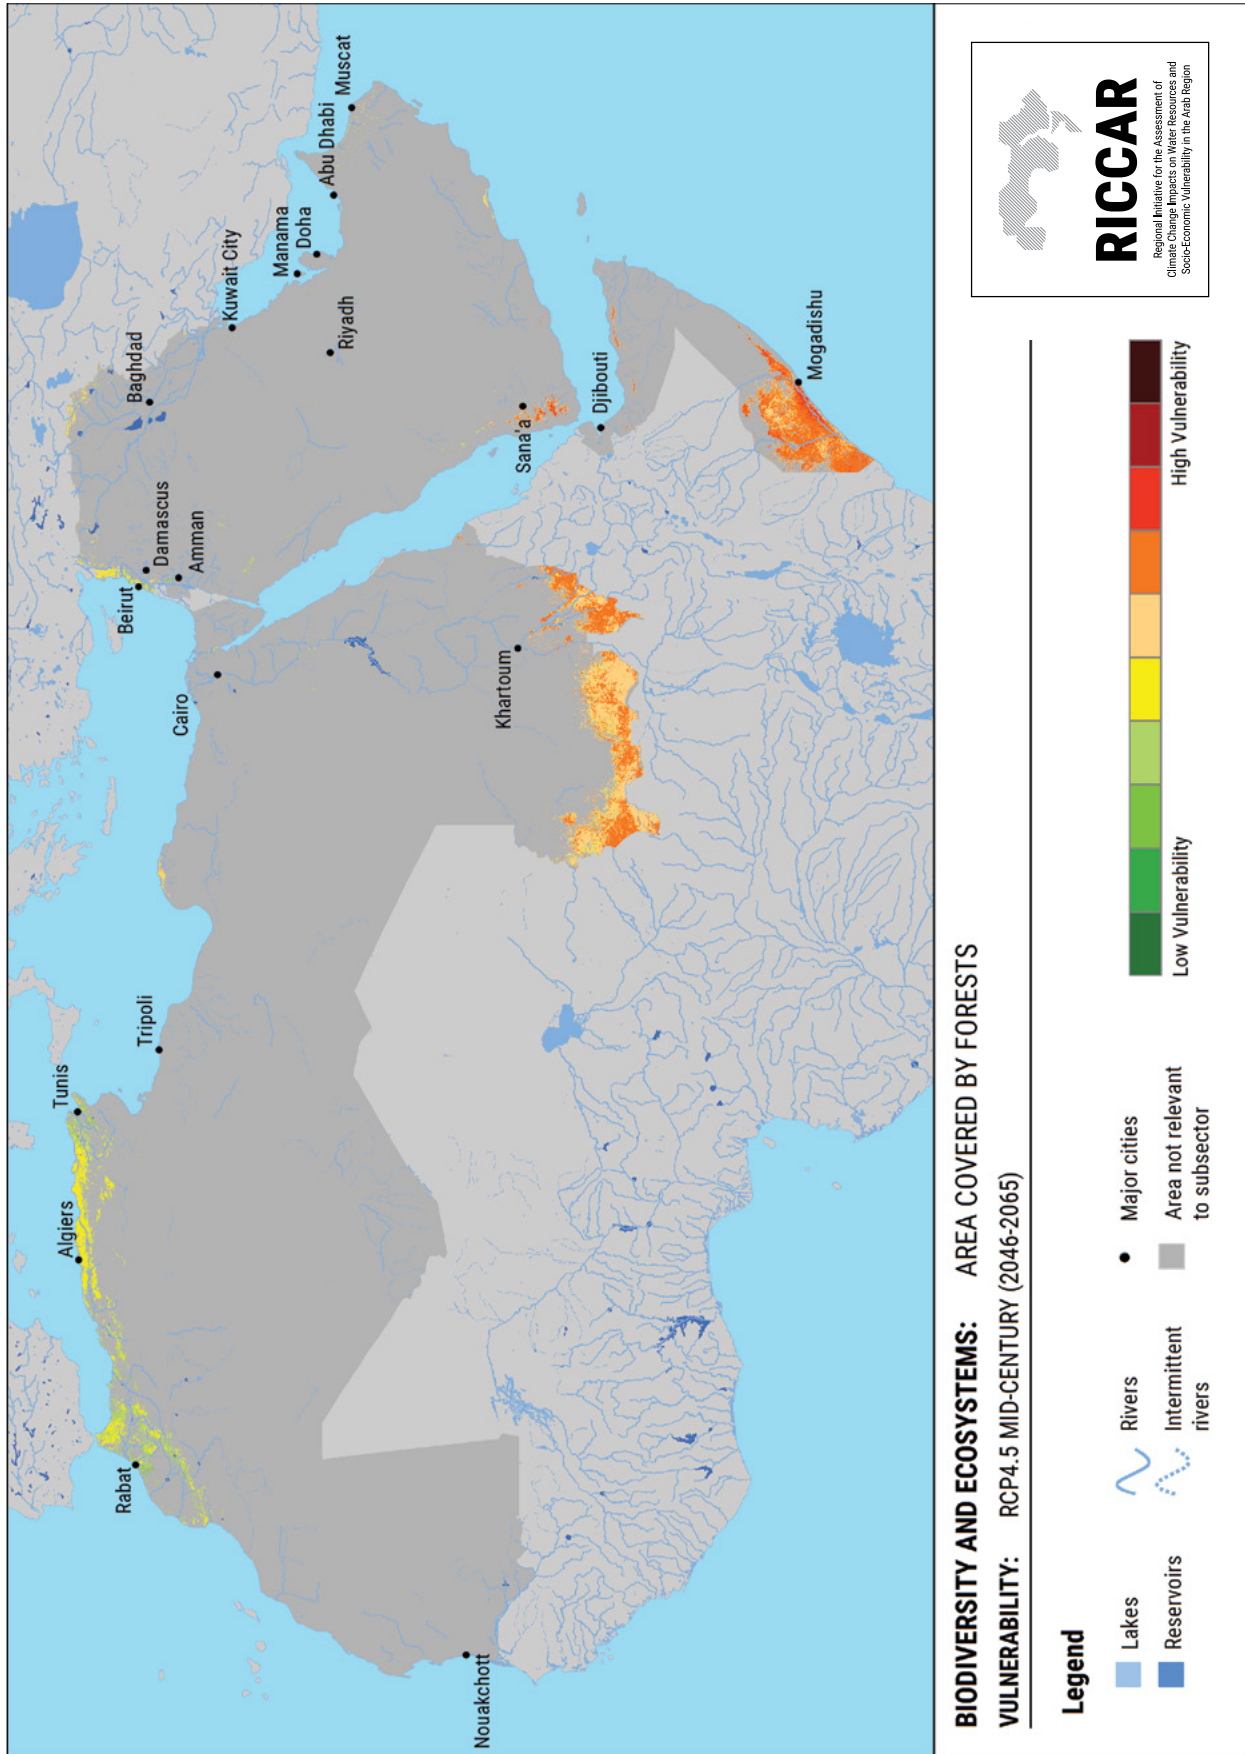 Rabat
Algiers
Tunis
Tripoli
Nouakchott
Cairo
Beirut
Damascus
Amman
Baghdad
Kuwait City
Manama
Doha
Abu Dhabi
Muscat
Riyadh
Khartoum
Sana'a
Djibouti
Mogadishu
BIODIVERSITY AND ECOSYSTEMS: AREA COVERED BY FORESTS
VULNERABILITY: RCP4.5 MID-CENTURY (2046-2065)
Legend
Lakes
Reservoirs
Rivers
Intermittent
rivers
Major cities
Area not relevant
to subsector
Low Vulnerability
High Vulnerability
RICCAR
Regional Initiative for the Assessment of
Climate Change Impacts on Water Resources and
Socio-Economic Vulnerability in the Arab Region